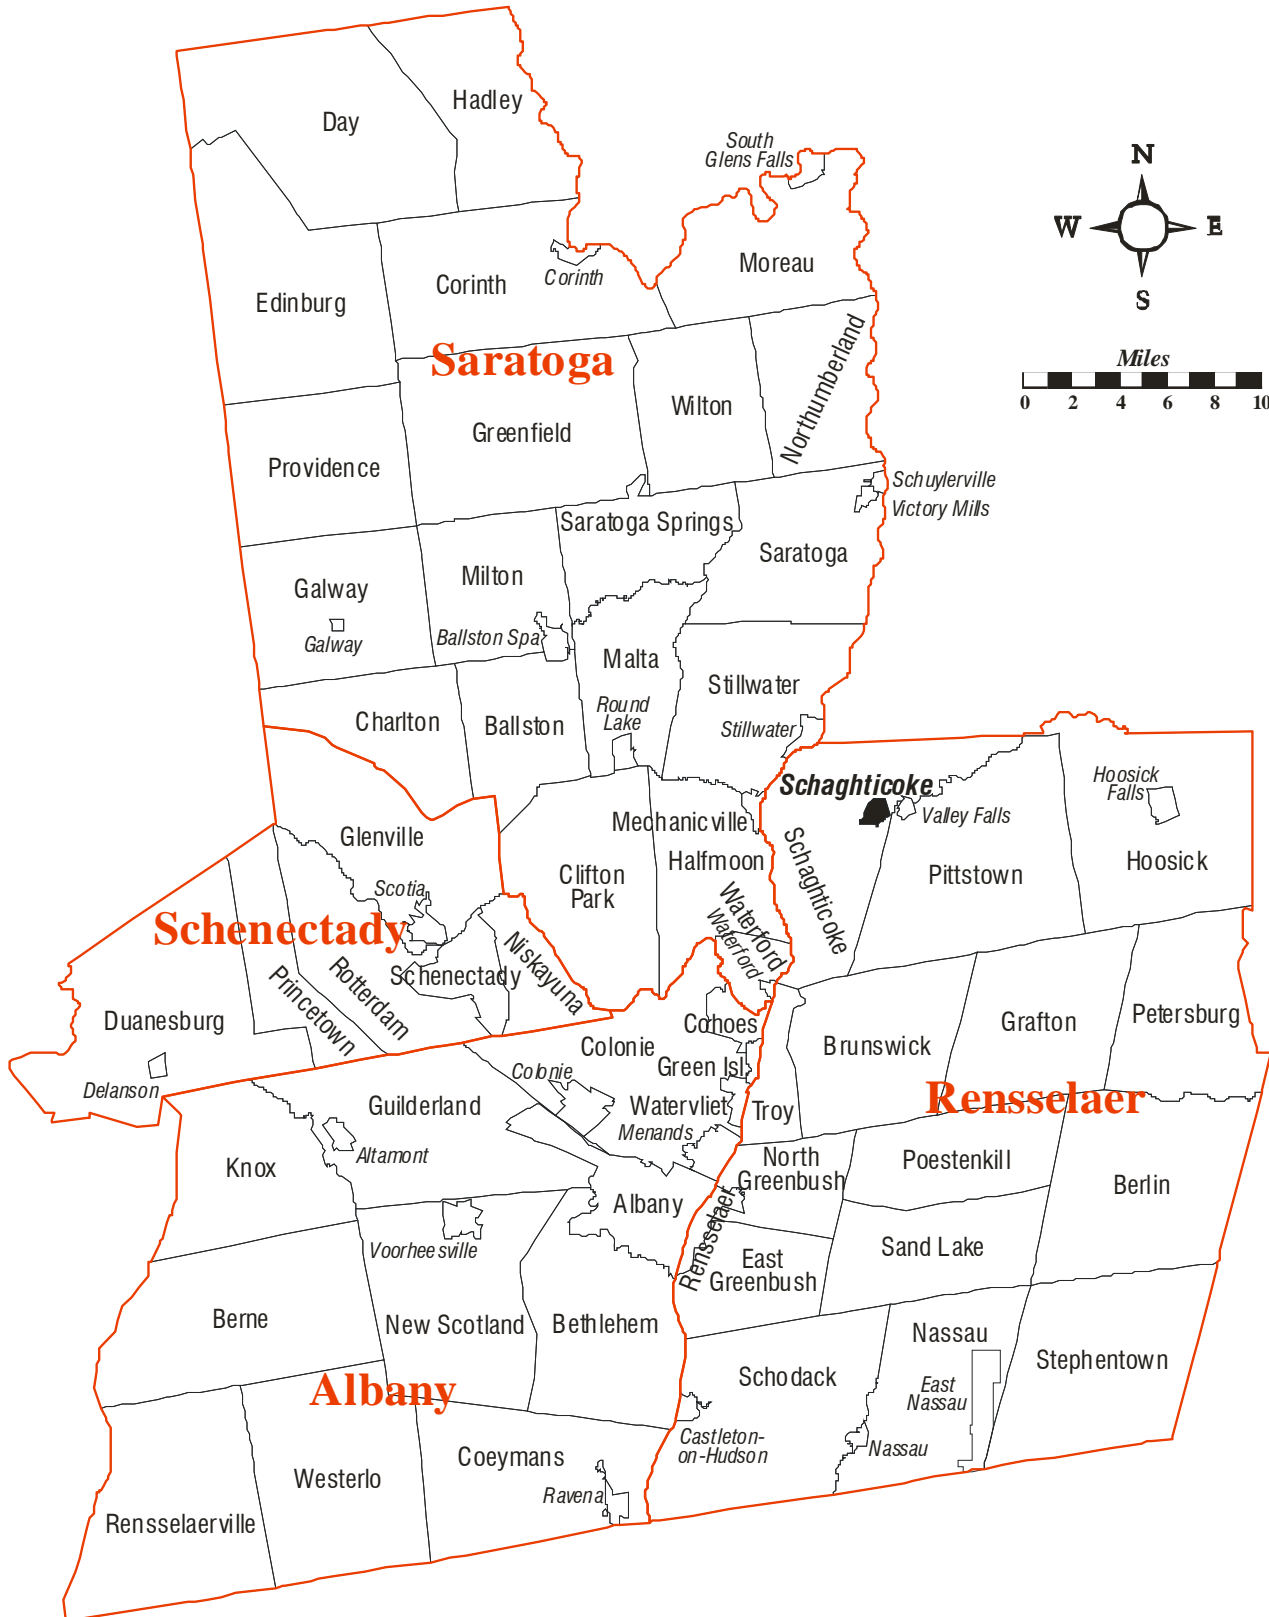 Hadley
Day
South
Glens Falls
N
W
E
S
Moreau
Corinth
Corinth
Edinburg
Saratoga
Northumberland
Miles
0 2 4 6 8 10
Wilton
Greenfield
Providence
Schuylerville
Victory Mills
Saratoga Springs
Saratoga
Milton
Galway
Galway
Ballston Spa
Malta
Stillwater
Round
Lake
Charlton
Ballston
Stillwater
Schaghticoke
Hoosick
Falls
Valley Falls
Mechanicville
Glenville
Halfmoon
Schaghticoke
Hoosick
Clifton
Park
Pittstown
Scotia
Waterford
Waterford
Schenectady
Niskayuna
Schenectady
Rotterdam
Princetown
Duanesburg
Cohoes
Grafton
Petersburg
Colonie
Brunswick
Green Isl.
Colonie
Delanson
Rensselaer
Guilderland
Watervliet
Troy
Menands
Altamont
Knox
North
Greenbush
Poestenkill
Berlin
Albany
Rensselaer
Voorheesville
Sand Lake
East
Greenbush
Berne
New Scotland
Bethlehem
Nassau
Stephentown
Schodack
Albany
East
Nassau
Castleton-
on-Hudson
Nassau
Coeymans
Westerlo
Ravena
Rensselaerville